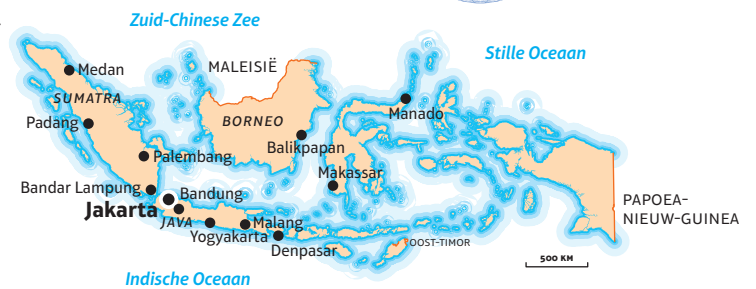 Zuid-Chinese Zee
Stille Oceaan
MALEISIË
Medan
SUMATRA
Manado
BORNEO
Padang
Balikpapan
Palembang
Makassar
Bandar Lampung
Bandung
Jakarta
PAPOEA-
NIEUW-GUINEA
JAVA
Malang
Yogyakarta
OOST-TIMOR
Denpasar
500 KM
Indische Oceaan